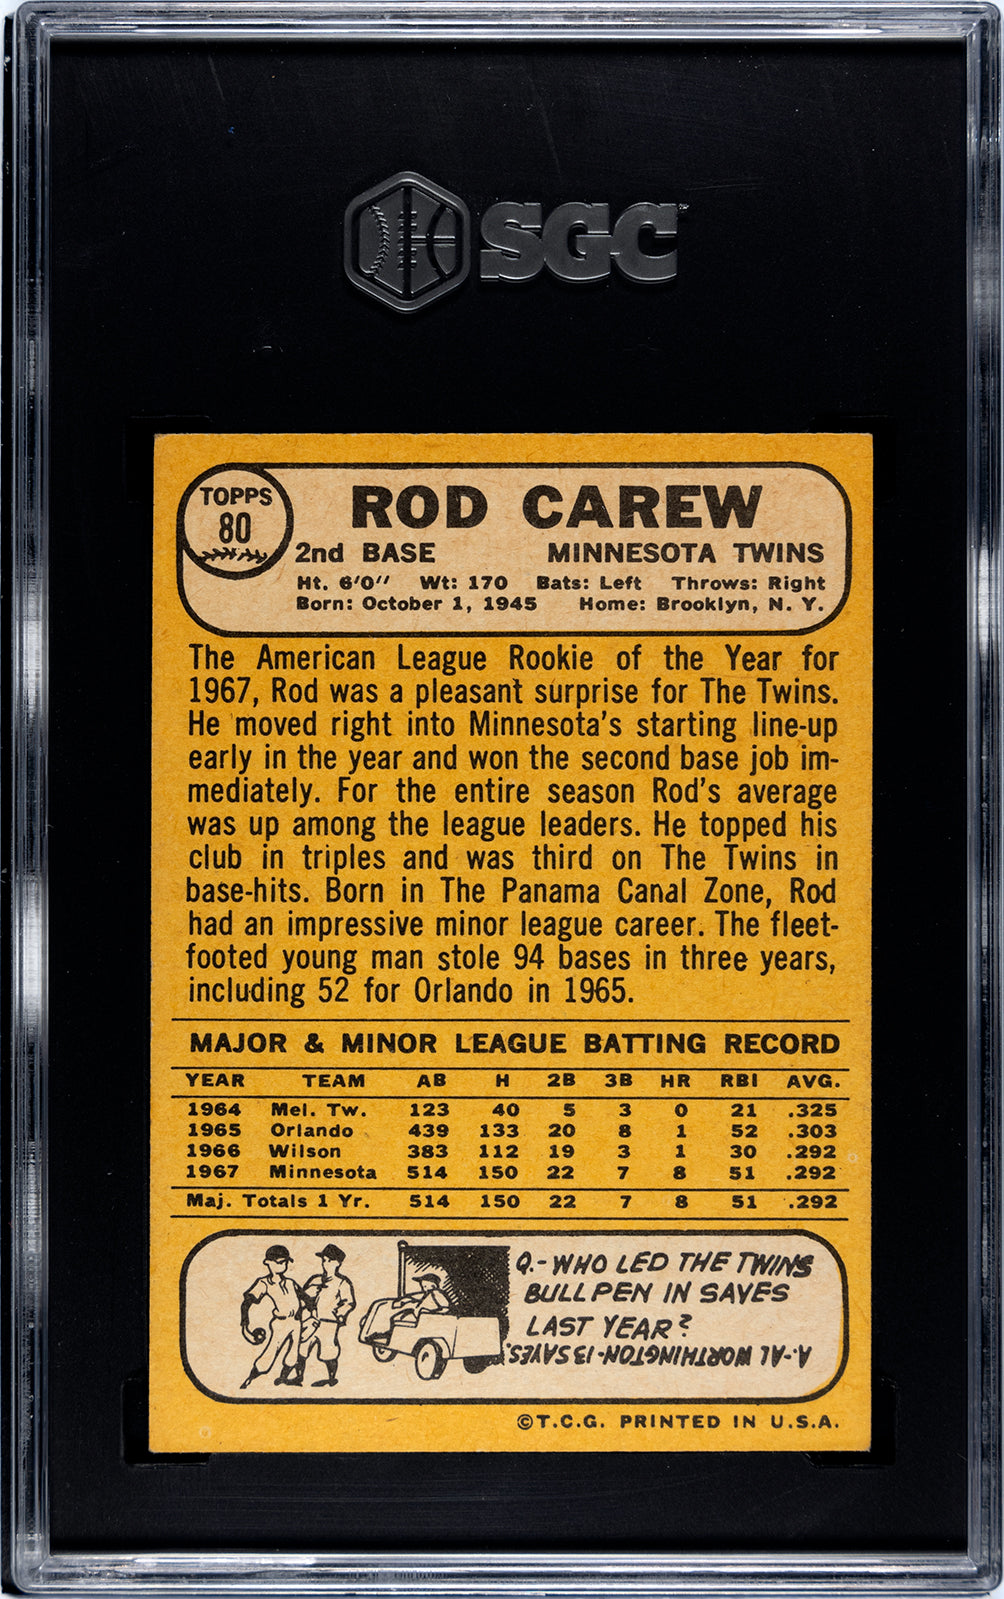 SGC
TOPPS
80
ROD CAREW
2nd BASE MINNESOTA TWINS
Ht. 6'0" Wt: 170 Bats: Left Throws: Right
Born: October 1, 1945 Home: Brooklyn, N. Y.
The American League Rookie of the Year for
1967, Rod was a pleasant surprise for The Twins.
He moved right into Minnesota's starting line-up
early in the year and won the second base job im-
mediately. For the entire season Rod's average
was up among the league leaders. He topped his
club in triples and was third on The Twins in
base-hits. Born in The Panama Canal Zone, Rod
had an impressive minor league career. The fleet-
footed young man stole 94 bases in three years,
including 52 for Orlando in 1965.
MAJOR & MINOR LEAGUE BATTING RECORD
YEAR TEAM AB H 2B 3B HR RBI AVG.
1964 Mel. Tw. 123 40 5 3 0 21 .325
1965 Orlando 439 133 20 8 1 52 .303
1966 Wilson 383 112 19 3 1 30 .292
1967 Minnesota 514 150 22 7 8 51 .292
Maj. Totals 1 Yr. 514 150 22 7 8 51 .292
Q.-WHO LED THE TWINS
BULLPEN IN SAVES
LAST YEAR?
A-AL WORTHINGTON-13 SAVES.
©T.C.G. PRINTED IN U.S.A.